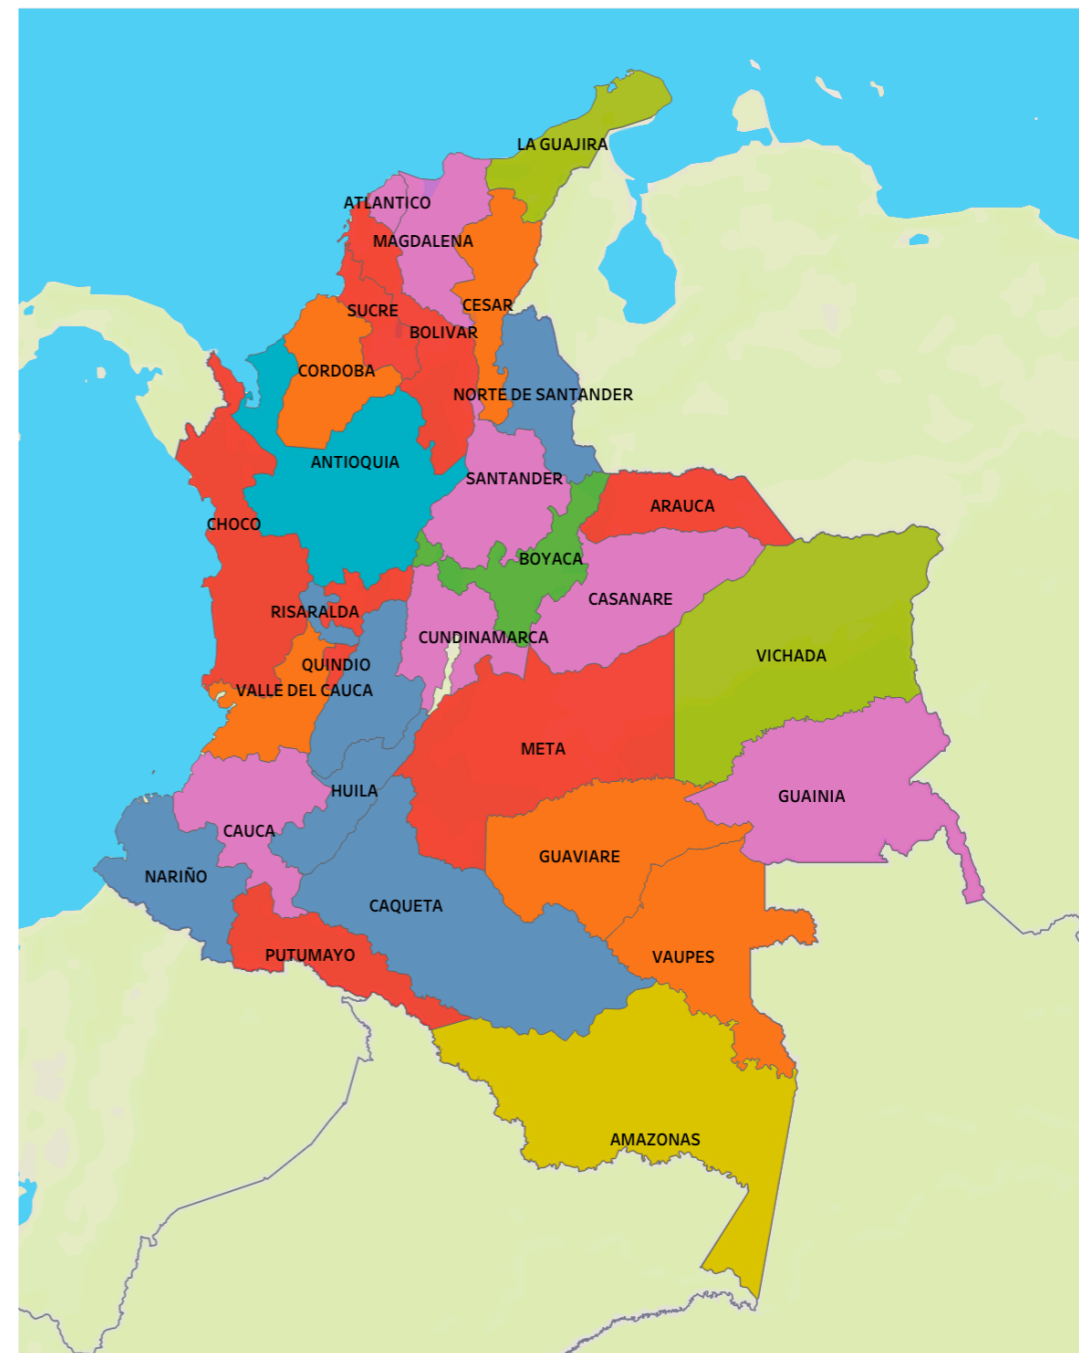 LA GUAJIRA
ATLANTICO
MAGDALENA
CESAR
SUCRE
BOLIVAR
CORDOBA
NORTE DE SANTANDER
ANTIOQUIA
SANTANDER
ARAUCA
CHOCO
BOYACA
CASANARE
RISARALDA
CUNDINAMARCA
VICHADA
QUINDIO
VALLE DEL CAUCA
META
HUILA
GUAINIA
CAUCA
GUAVIARE
NARIÑO
CAQUETA
PUTUMAYO
VAUPES
AMAZONAS